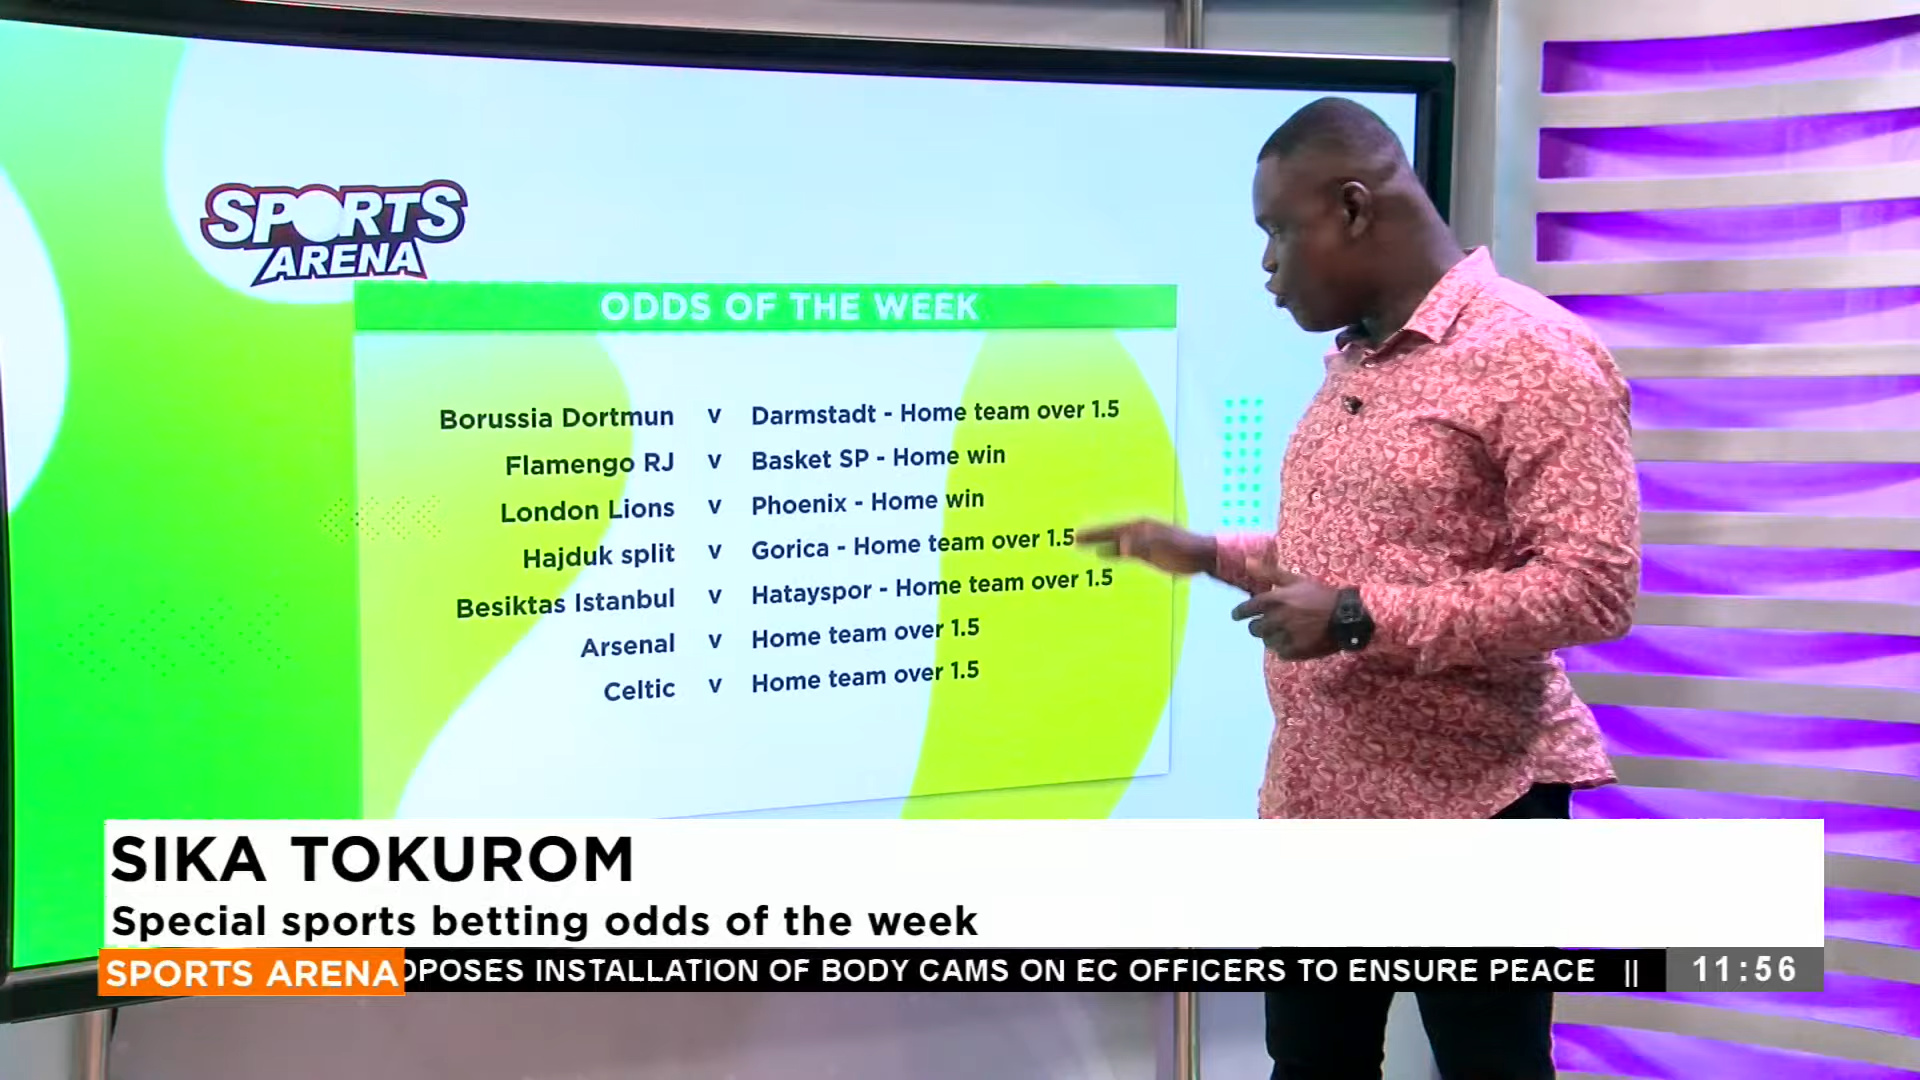 SPORTS
ARENA
ODDS OF THE WEEK
Borussia Dortmun v Darmstadt - Home team over 1.5
Flamengo RJ v Basket SP - Home win
London Lions v Phoenix - Home win
Hajduk split v Gorica - Home team over 1.5
Besiktas Istanbul v Hatayspor - Home team over 1.5
Arsenal v Home team over 1.5
Celtic v Home team over 1.5
SIKA TOKUROM
Special sports betting odds of the week
SPORTS ARENA OPOSES INSTALLATION OF BODY CAMS ON EC OFFICERS TO ENSURE PEACE || 11:56